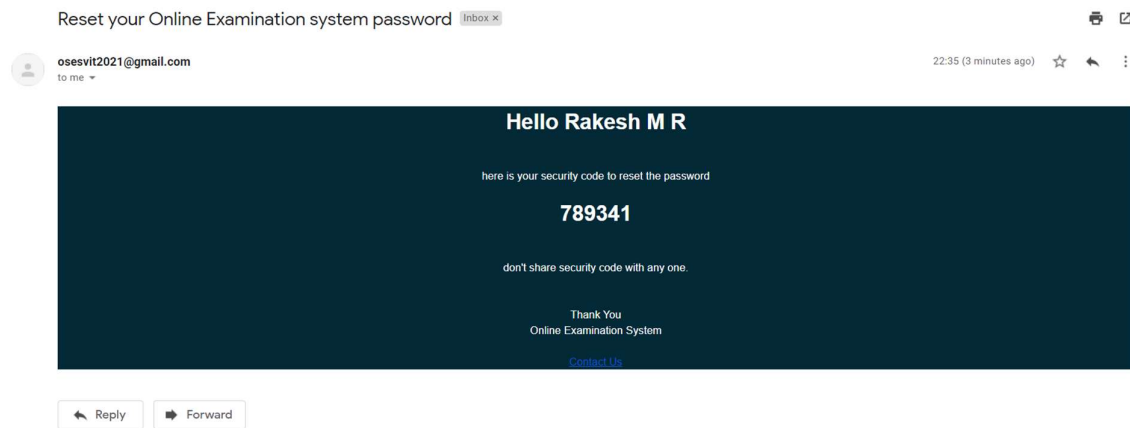 Reset your Online Examination system password Inbox ×
osesvit2021@gmail.com 22:35 (3 minutes ago)
to me
Hello Rakesh M R
here is your security code to reset the password
789341
don't share security code with any one.
Thank You
Online Examination System
Contact Us
Reply Forward